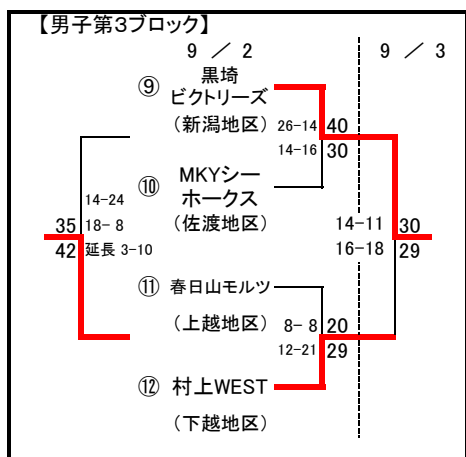 【男子第3ブロック】
9 ／ 2
9 ／ 3
⑨ 黒埼
ビクトリーズ
(新潟地区)
26-14 40
14-16 30
⑩ MKYシー
ホークス
(佐渡地区)
14-24
35 18- 8
42 延長 3-10
14-11 30
16-18 29
⑪ 春日山モルツ
(上越地区)
8- 8 20
12-21 29
⑫ 村上WEST
(下越地区)